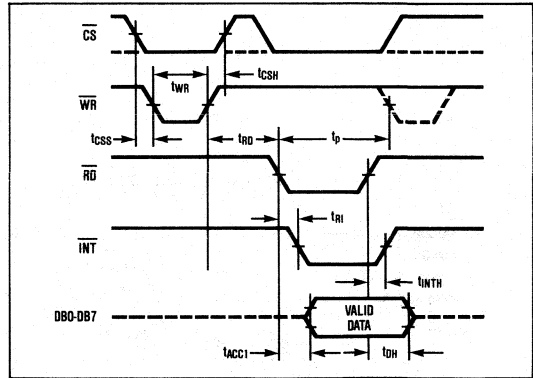 CS
tWR
tCSH
WR
tCSS
tRD
tP
RD
tRI
INT
tINTH
DB0-DB7
VALID
DATA
tACC1
tDH